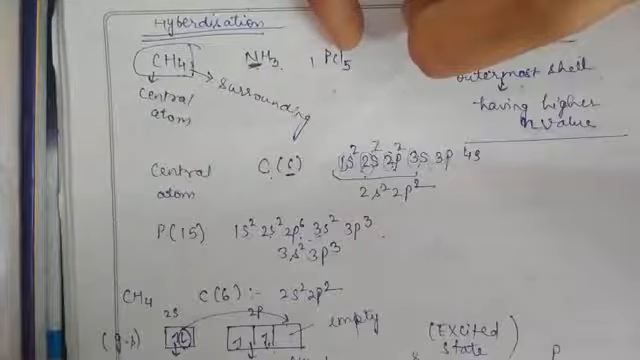 Hyberdisation
CH4 NH3, 1 PCl5
outermost shell
Central atom
Surrounding
having higher n value
Central atom C(6) 1s² 2s² 2p² 3s 3p 4s
2s² 2p²
P(15) 1s² 2s² 2p⁶ 3s² 3p³
3s² 3p³
CH4 C(6) :- 2s² 2p²
2s 2p
empty
(Excited state)
p